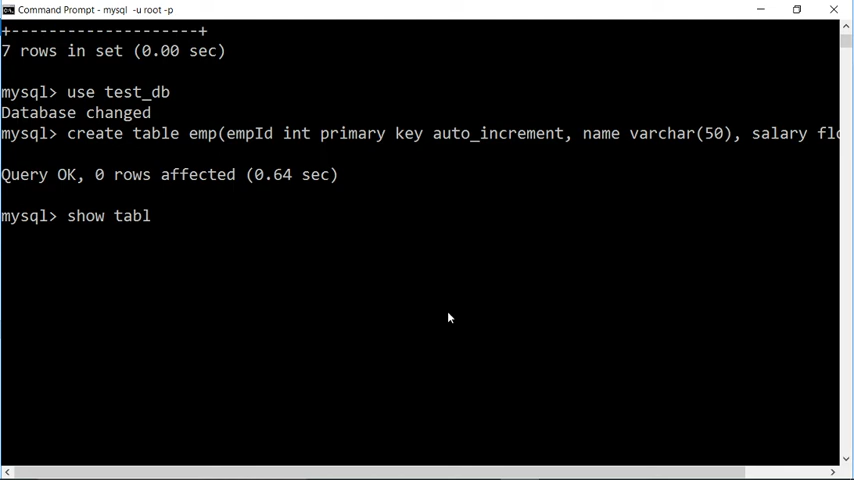 Command Prompt - mysql -u root -p
+--------------------+
7 rows in set (0.00 sec)
mysql> use test_db
Database changed
mysql> create table emp(empId int primary key auto_increment, name varchar(50), salary flo
Query OK, 0 rows affected (0.64 sec)
mysql> show tabl